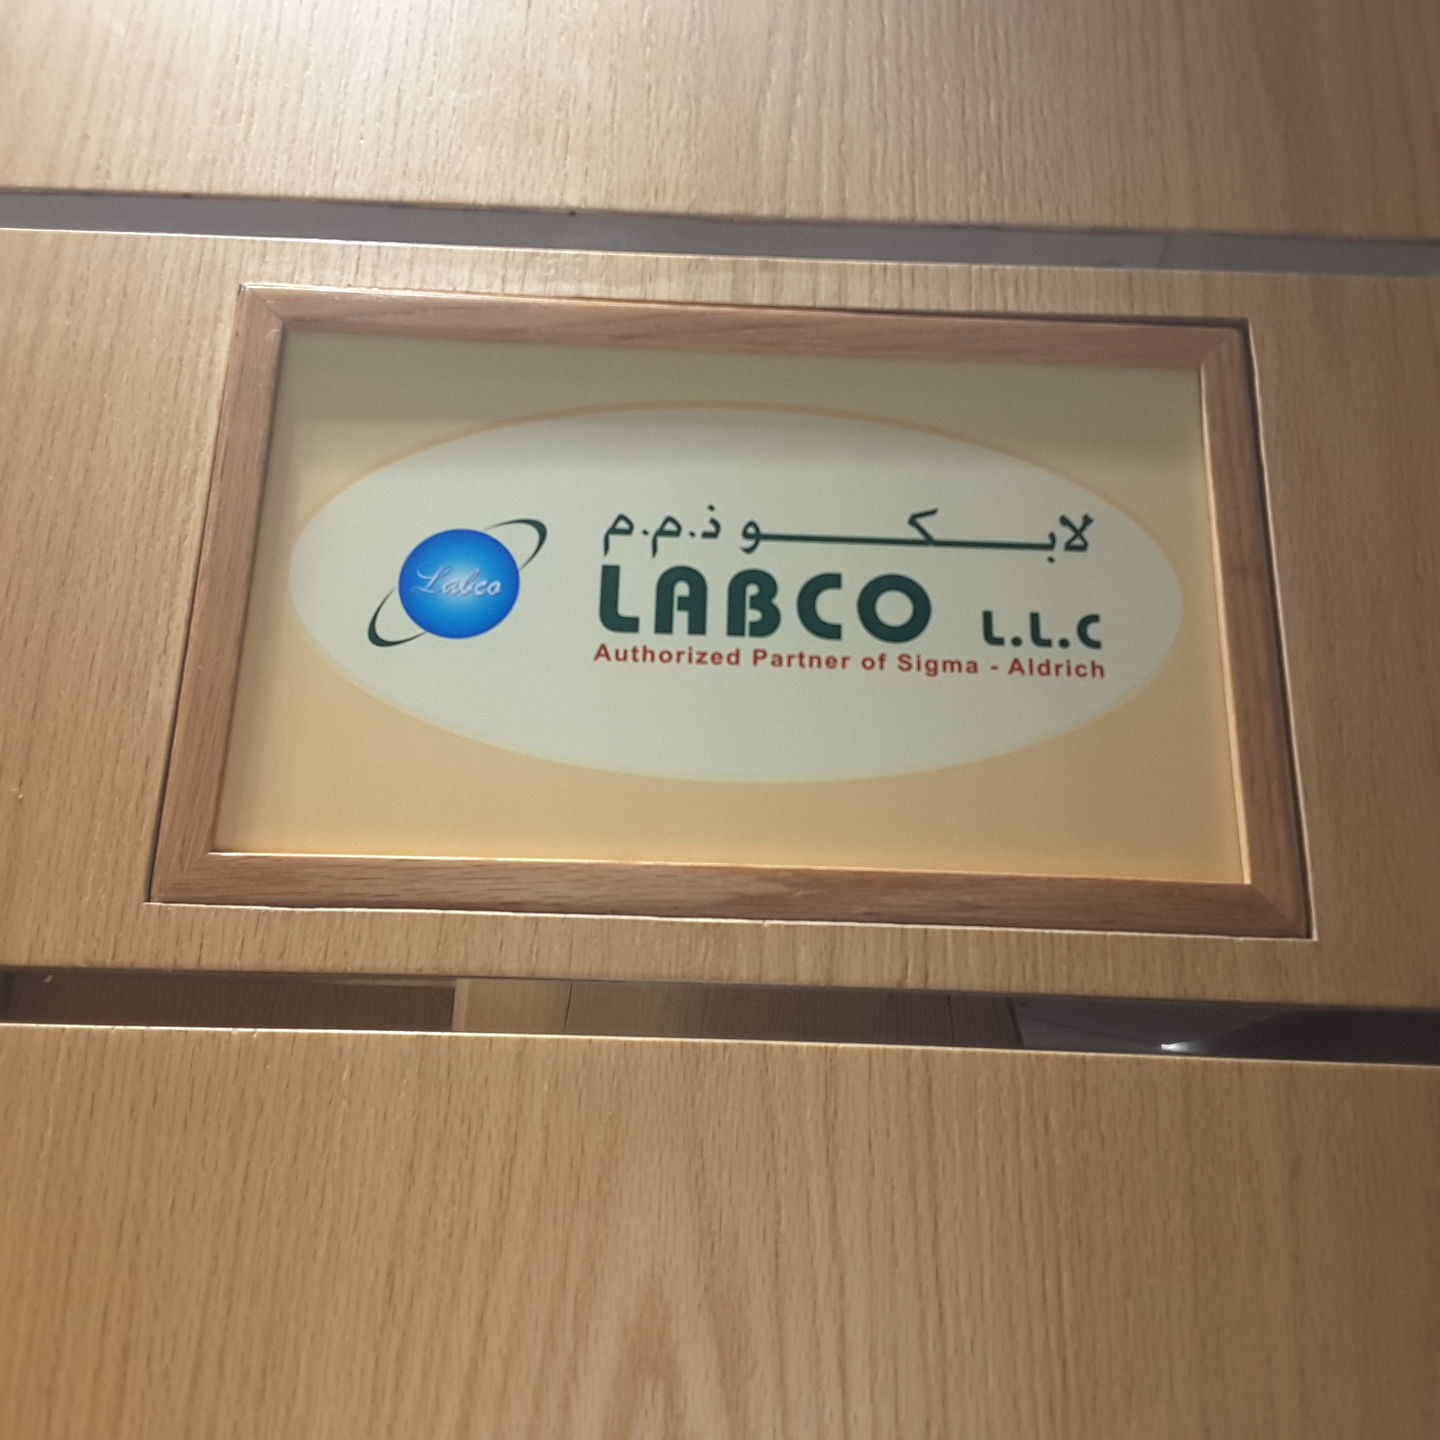 Labco
لابكو ذ.م.م
LABCO L.L.C
Authorized Partner of Sigma - Aldrich